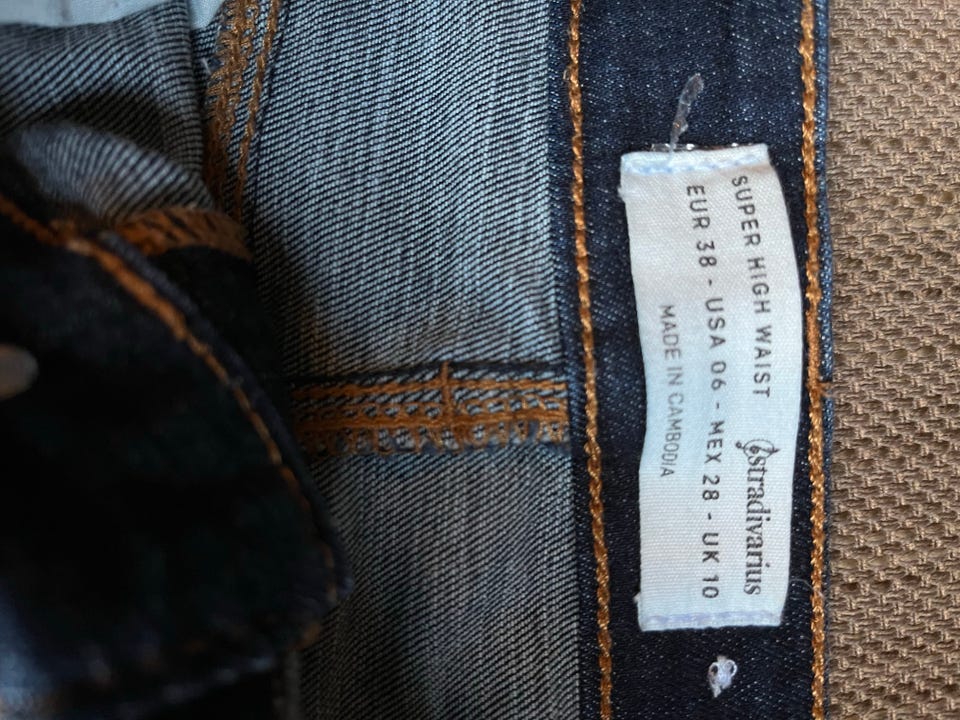 SUPER HIGH WAIST stradivarius
EUR 38 - USA 06 - MEX 28 - UK 10
MADE IN CAMBODIA